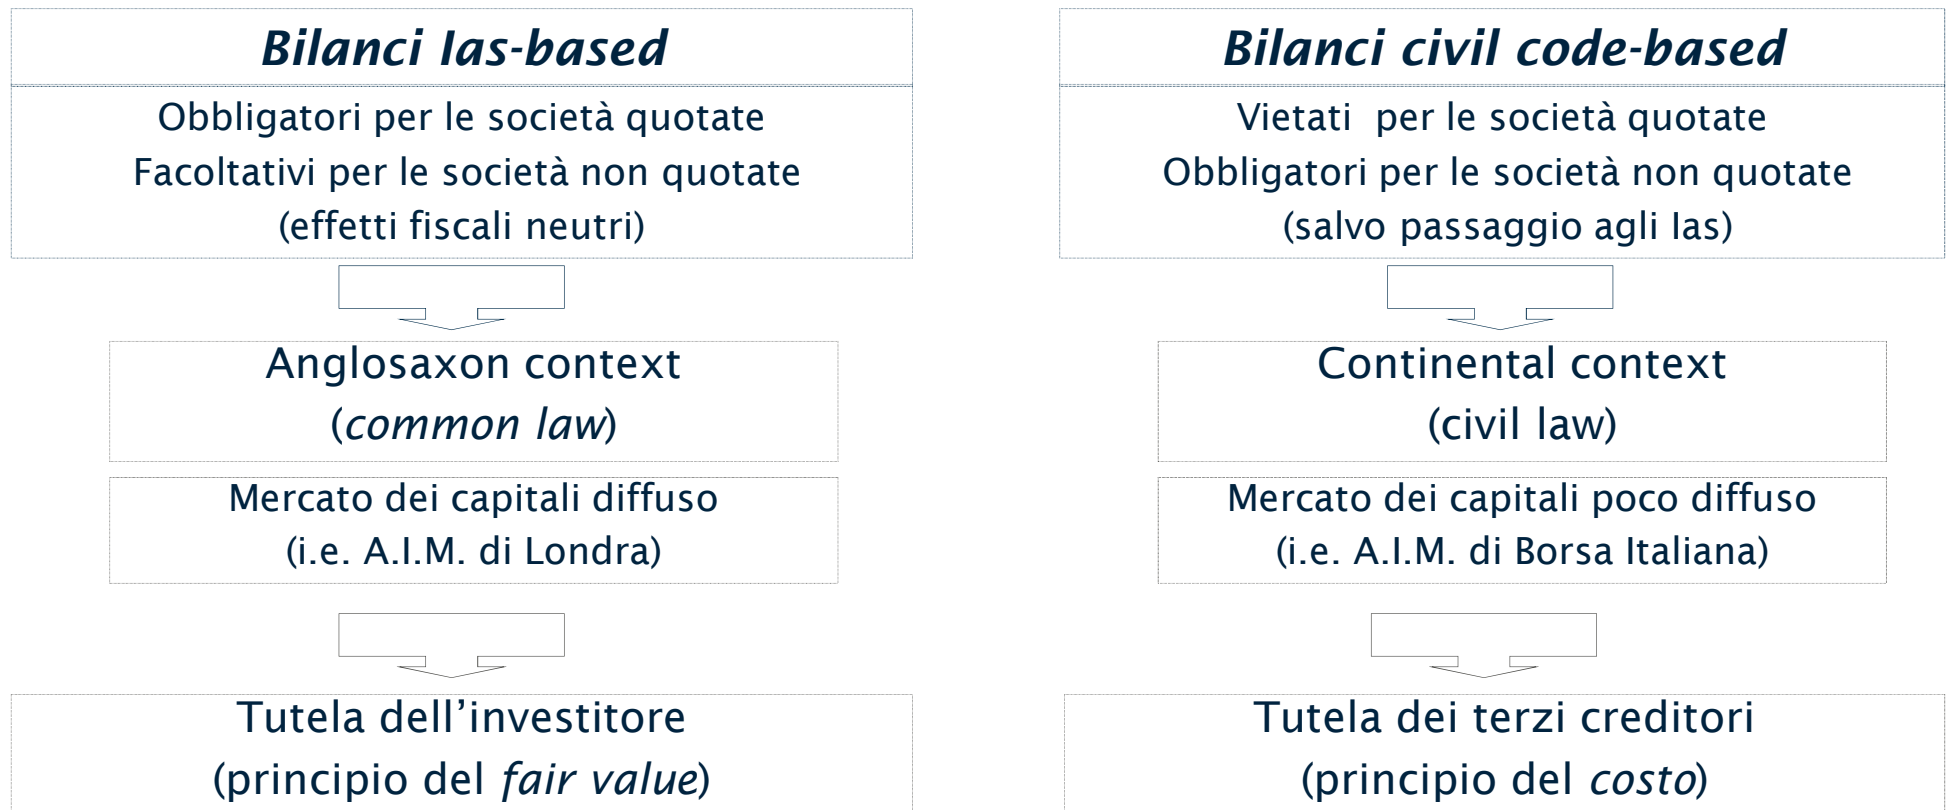 Bilanci Ias-based
Obbligatori per le società quotate
Facoltativi per le società non quotate
(effetti fiscali neutri)
Anglosaxon context
(common law)
Mercato dei capitali diffuso
(i.e. A.I.M. di Londra)
Tutela dell’investitore
(principio del fair value)
Bilanci civil code-based
Vietati per le società quotate
Obbligatori per le società non quotate
(salvo passaggio agli Ias)
Continental context
(civil law)
Mercato dei capitali poco diffuso
(i.e. A.I.M. di Borsa Italiana)
Tutela dei terzi creditori
(principio del costo)